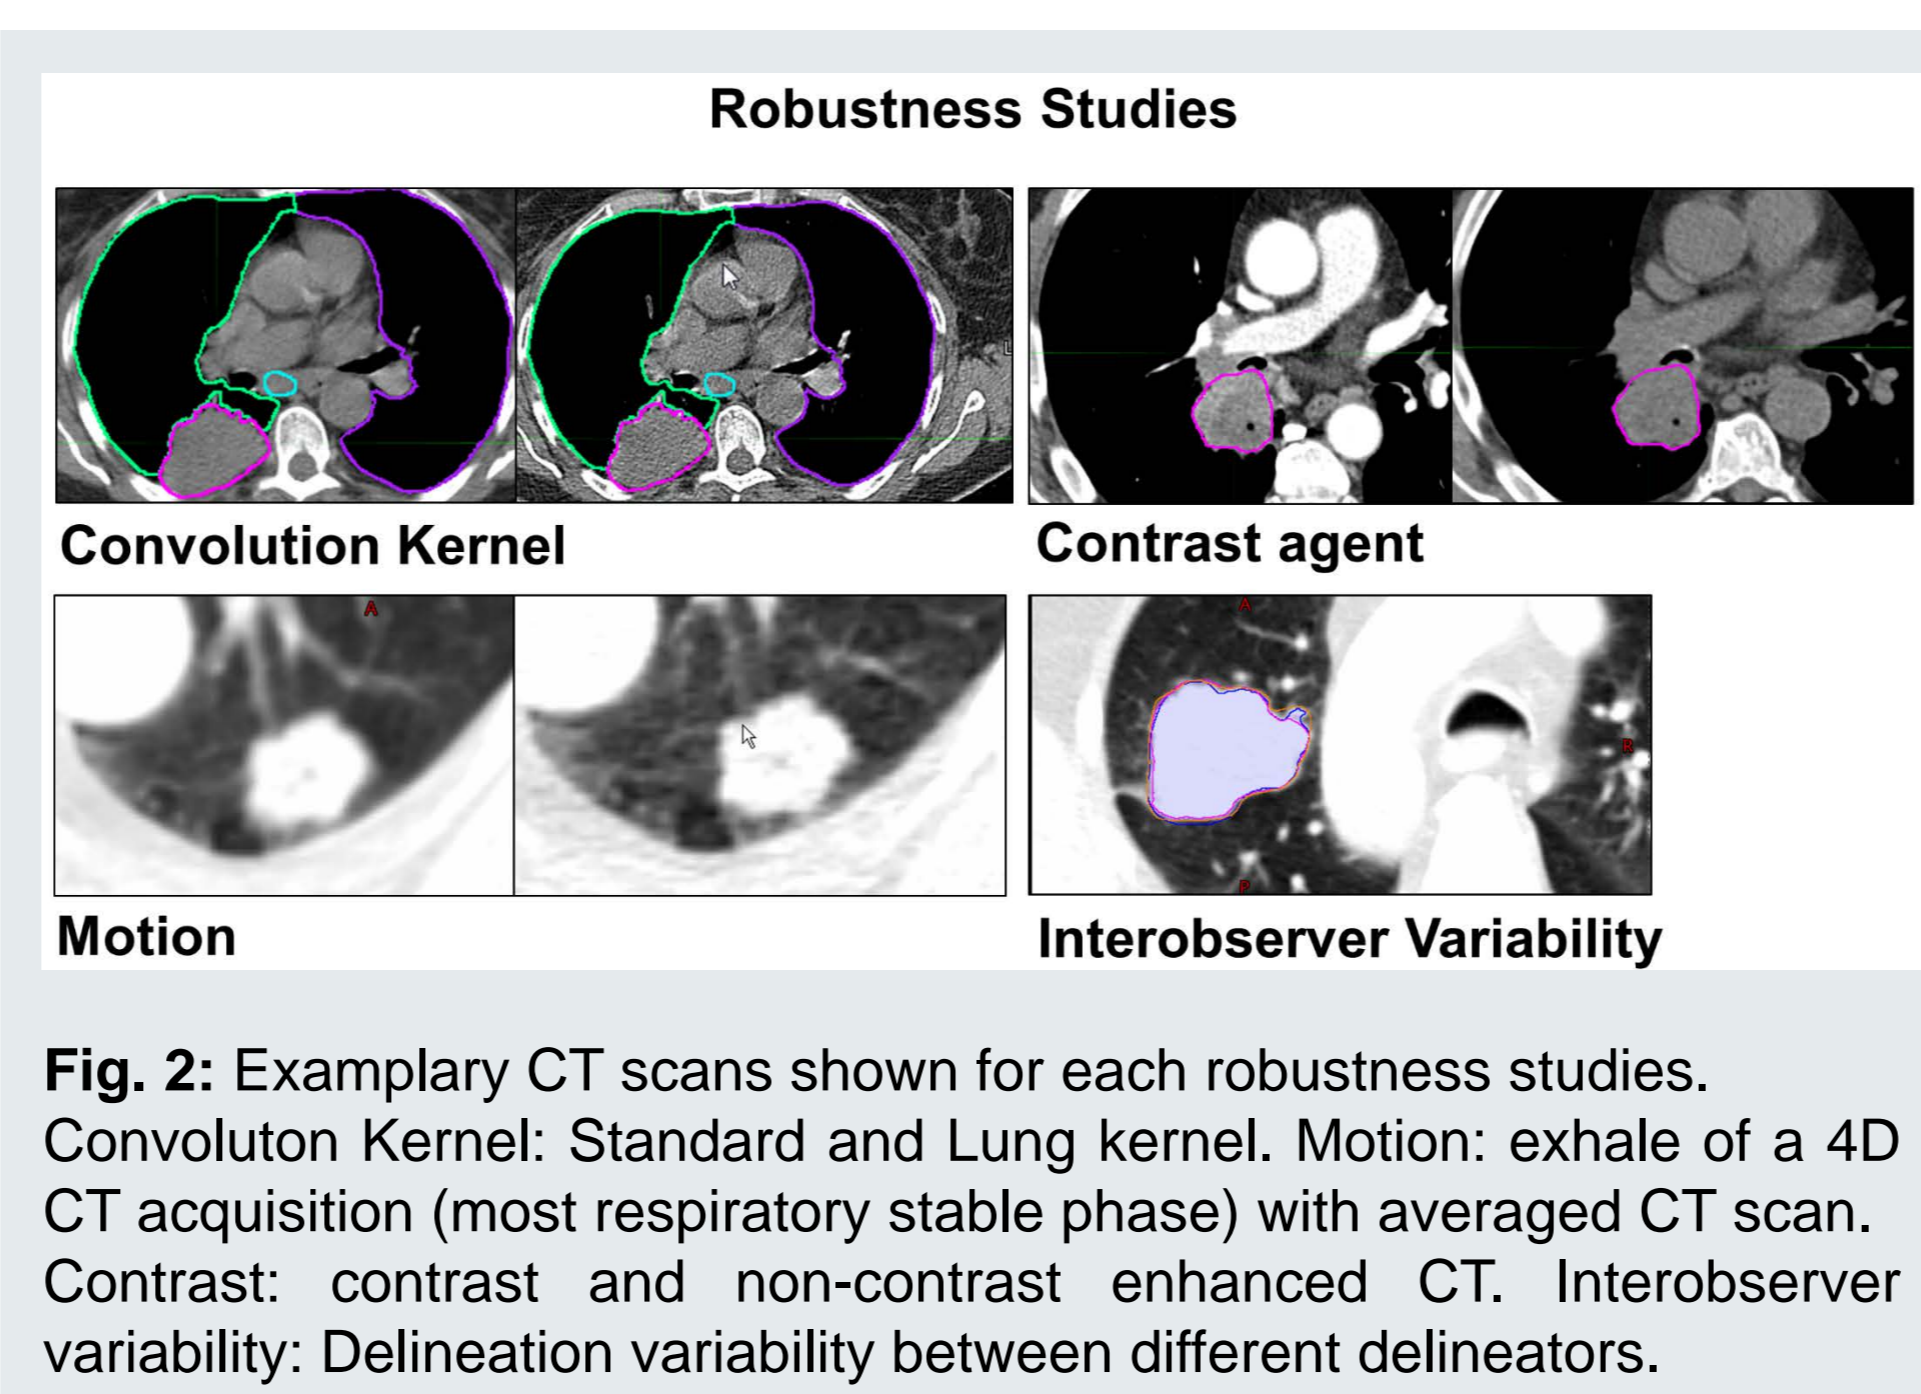 Robustness Studies
L
Convolution Kernel
Contrast agent
A
A
R
P
Motion
Interobserver Variability
Fig. 2: Examplary CT scans shown for each robustness studies.
Convoluton Kernel: Standard and Lung kernel. Motion: exhale of a 4D
CT acquisition (most respiratory stable phase) with averaged CT scan.
Contrast: contrast and non-contrast enhanced CT. Interobserver
variability: Delineation variability between different delineators.